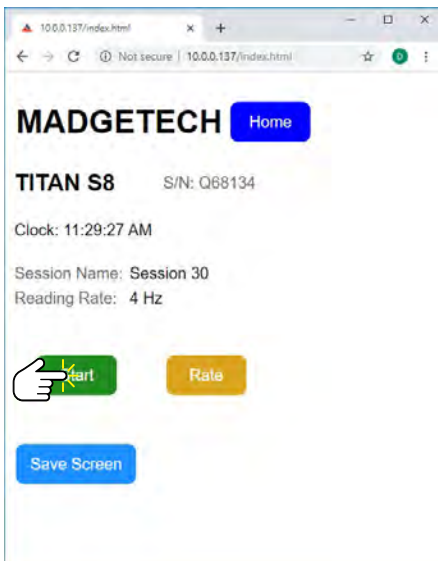 10.0.0.137/index.html
Not secure | 10.0.0.137/index.html
D
MADGETECH Home
TITAN S8 S/N: Q68134
Clock: 11:29:27 AM
Session Name: Session 30
Reading Rate: 4 Hz
Start Rate
Save Screen